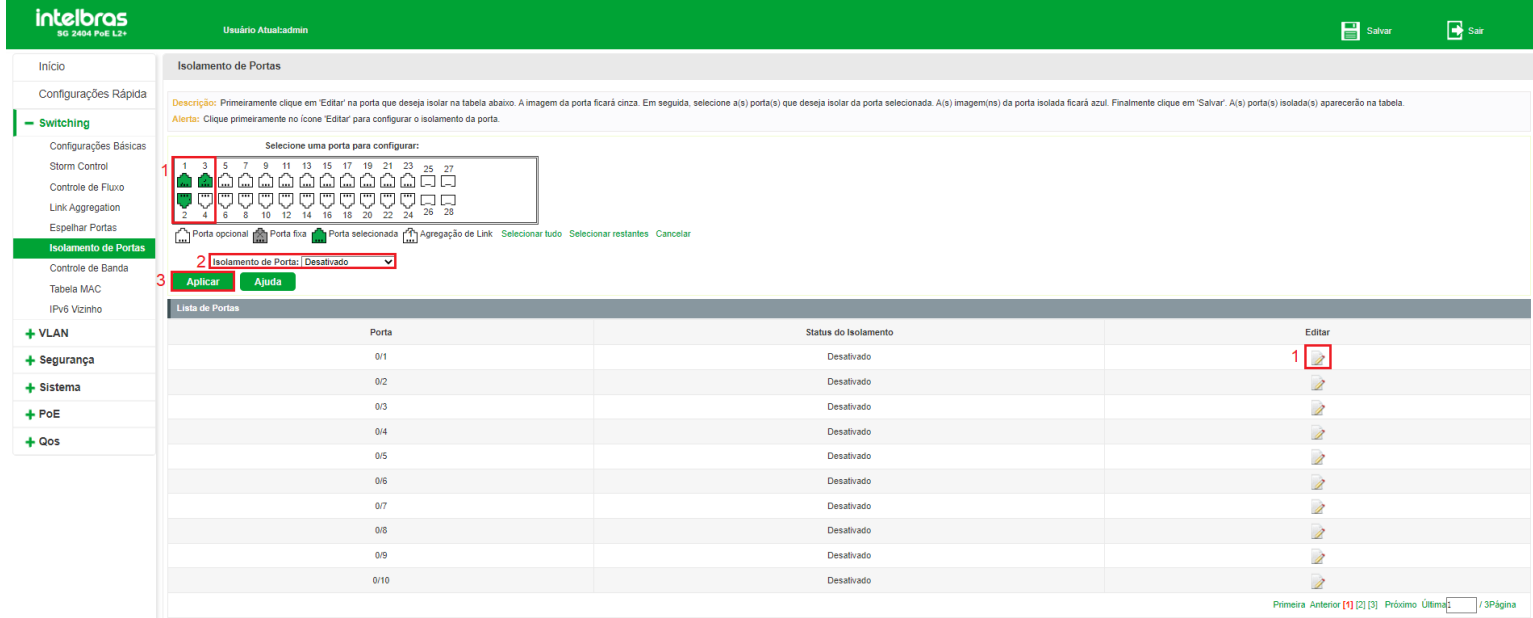 intelbras
SG 2404 PoE L2+
Usuário Atual:admin
Salvar
Sair
Início
Configurações Rápida
Switching
Configurações Básicas
Storm Control
Controle de Fluxo
Link Aggregation
Espelhar Portas
Isolamento de Portas
Controle de Banda
Tabela MAC
IPv6 Vizinho
VLAN
Segurança
Sistema
PoE
Qos
Isolamento de Portas
Descrição: Primeiramente clique em 'Editar' na porta que deseja isolar na tabela abaixo. A imagem da porta ficará cinza. Em seguida, selecione a(s) porta(s) que deseja isolar da porta selecionada. A(s) imagem(ns) da porta isolada ficará azul. Finalmente clique em 'Salvar'. A(s) porta(s) isolada(s) aparecerão na tabela.
Alerta: Clique primeiramente no ícone 'Editar' para configurar o isolamento da porta.
Selecione uma porta para configurar:
1
1 3 5 7 9 11 13 15 17 19 21 23 25 27
2 4 6 8 10 12 14 16 18 20 22 24 26 28
Porta opcional Porta fixa Porta selecionada 1 Agregação de Link Selecionar tudo Selecionar restantes Cancelar
2 Isolamento de Porta: Desativado
3 Aplicar Ajuda
Lista de Portas
Porta Status do Isolamento Editar
0/1 Desativado 1
0/2 Desativado
0/3 Desativado
0/4 Desativado
0/5 Desativado
0/6 Desativado
0/7 Desativado
0/8 Desativado
0/9 Desativado
0/10 Desativado
Primeira Anterior [1] [2] [3] Próximo Última 1 / 3Página